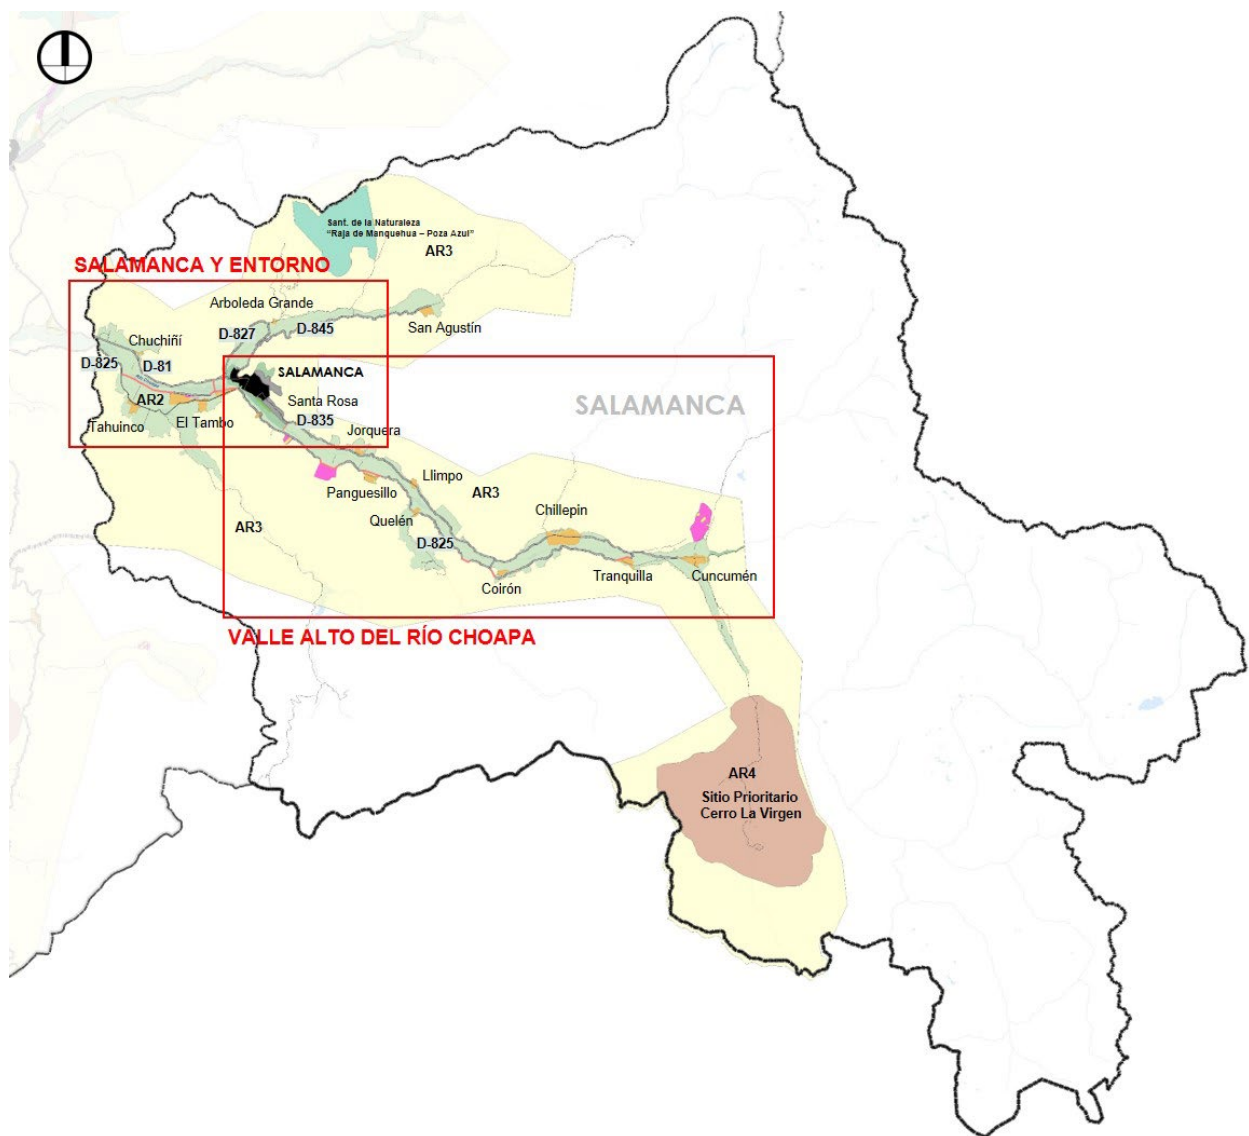 Sant. de la Naturaleza
“Raja de Manquehua – Poza Azul”
AR3
SALAMANCA Y ENTORNO
Arboleda Grande
D-827
D-845
San Agustín
Chuchiñí
D-825
D-81
SALAMANCA
AR2
Santa Rosa
SALAMANCA
Tahuinco
El Tambo
D-835
Jorquera
Llimpo
Panguesillo
AR3
Quelén
Chillepin
AR3
D-825
Coirón
Tranquilla
Cuncumén
VALLE ALTO DEL RÍO CHOAPA
AR4
Sitio Prioritario
Cerro La Virgen